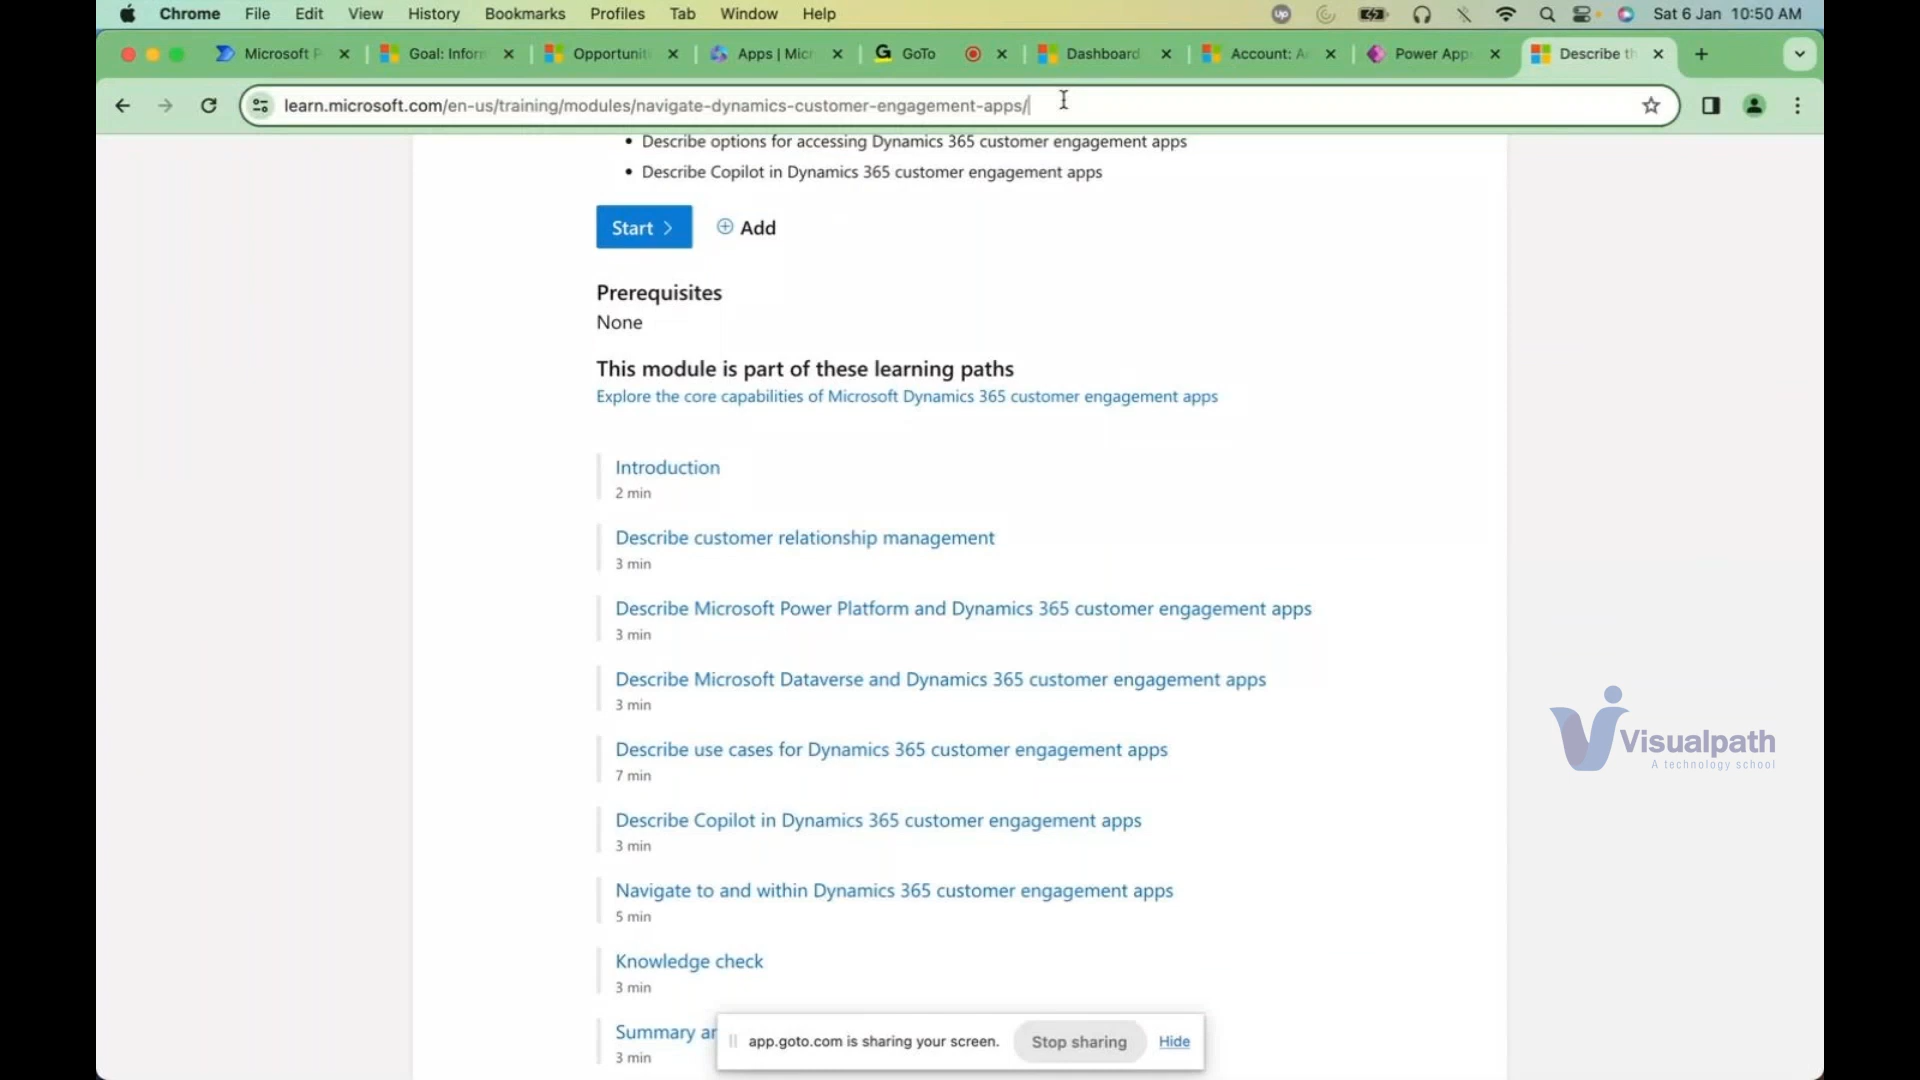 Chrome File Edit View History Bookmarks Profiles Tab Window Help Sat 6 Jan 10:50 AM
Microsoft P Goal: Inform Opportuniti Apps | Micr GoTo Dashboard Account: A Power App Describe th
learn.microsoft.com/en-us/training/modules/navigate-dynamics-customer-engagement-apps/
• Describe options for accessing Dynamics 365 customer engagement apps
• Describe Copilot in Dynamics 365 customer engagement apps
Start Add
Prerequisites
None
This module is part of these learning paths
Explore the core capabilities of Microsoft Dynamics 365 customer engagement apps
Introduction
2 min
Describe customer relationship management
3 min
Describe Microsoft Power Platform and Dynamics 365 customer engagement apps
3 min
Describe Microsoft Dataverse and Dynamics 365 customer engagement apps
3 min
Describe use cases for Dynamics 365 customer engagement apps
7 min
Describe Copilot in Dynamics 365 customer engagement apps
3 min
Navigate to and within Dynamics 365 customer engagement apps
5 min
Knowledge check
3 min
Summary
3 min
app.goto.com is sharing your screen. Stop sharing Hide
Visualpath
A technology school